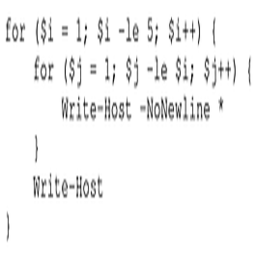 for ($i = 1; $i -le 5; $i++) {
    for ($j = 1; $j -le $i; $j++) {
        Write-Host -NoNewline *
    }
    Write-Host
}